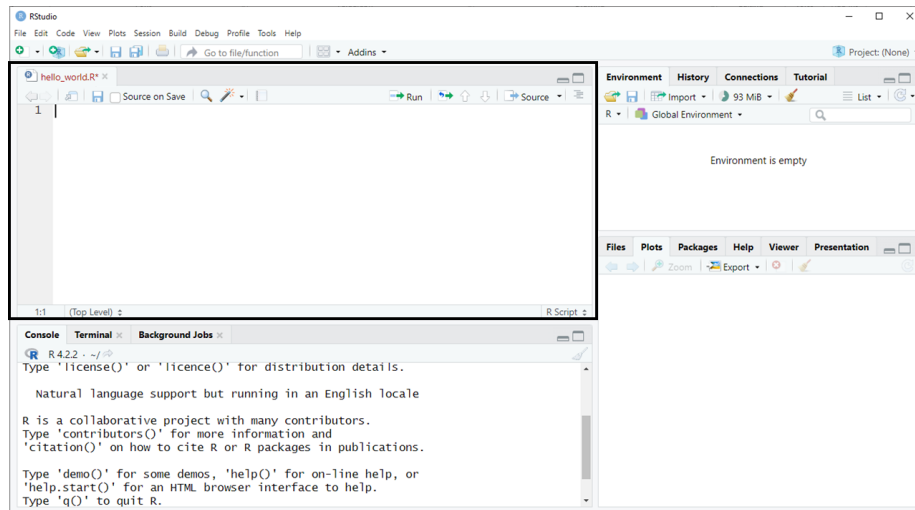 RStudio
File Edit Code View Plots Session Build Debug Profile Tools Help
Go to file/function Addins Project: (None)
hello_world.R*
Source on Save Run Source
1
1:1 (Top Level) R Script
Console Terminal Background Jobs
R 4.2.2 · ~/
Type 'license()' or 'licence()' for distribution details.
Natural language support but running in an English locale
R is a collaborative project with many contributors.
Type 'contributors()' for more information and
'citation()' on how to cite R or R packages in publications.
Type 'demo()' for some demos, 'help()' for on-line help, or
'help.start()' for an HTML browser interface to help.
Type 'q()' to quit R.
Environment History Connections Tutorial
Import 93 MiB List
R Global Environment
Environment is empty
Files Plots Packages Help Viewer Presentation
Zoom Export